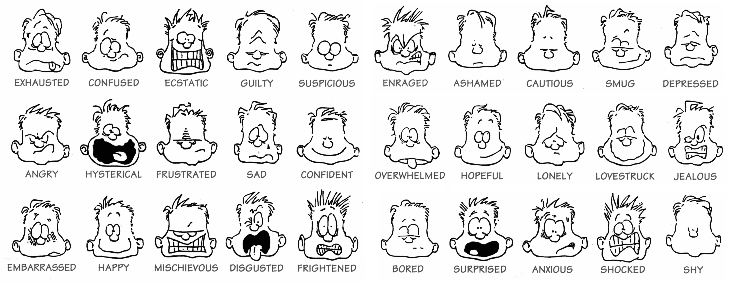 EXHAUSTED CONFUSED ECSTATIC GUILTY SUSPICIOUS ENRAGED ASHAMED CAUTIOUS SMUG DEPRESSED
ANGRY HYSTERICAL FRUSTRATED SAD CONFIDENT OVERWHELMED HOPEFUL LONELY LOVESTRUCK JEALOUS
EMBARRASSED HAPPY MISCHIEVOUS DISGUSTED FRIGHTENED BORED SURPRISED ANXIOUS SHOCKED SHY